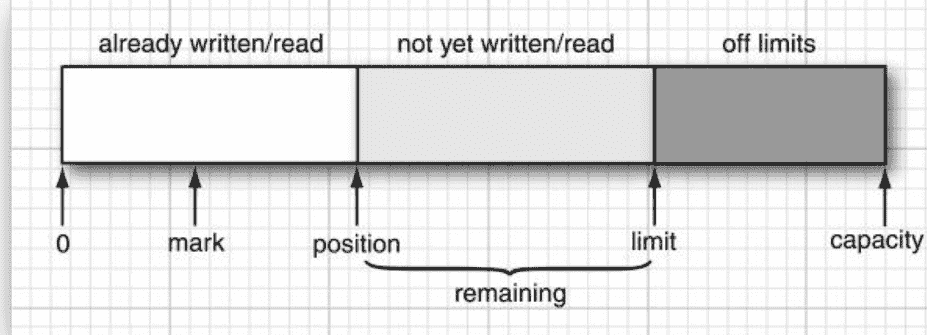 already written/read not yet written/read off limits
0 mark position limit capacity
remaining